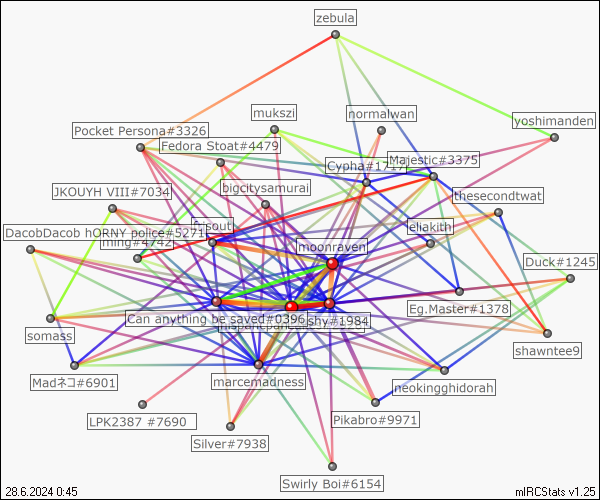 zebula
mukszi
normalwan
yoshimanden
Pocket Persona#3326
Fedora Stoat#4479
Cypha#1717
Majestic#3375
JKOUYH VIII#7034
bigcitysamurai
thesecondtwat
DacobDacob hORNY police#5271
eliakith
moonraven
Duck#1245
Eg.Master#1378
Can anything be saved#0396
shy#1984
somass
shawntee9
Madネコ#6901
marcemadness
neokingghidorah
LPK2387 #7690
Pikabro#9971
Silver#7938
Swirly Boi#6154
28.6.2024 0:45
mIRCStats v1.25